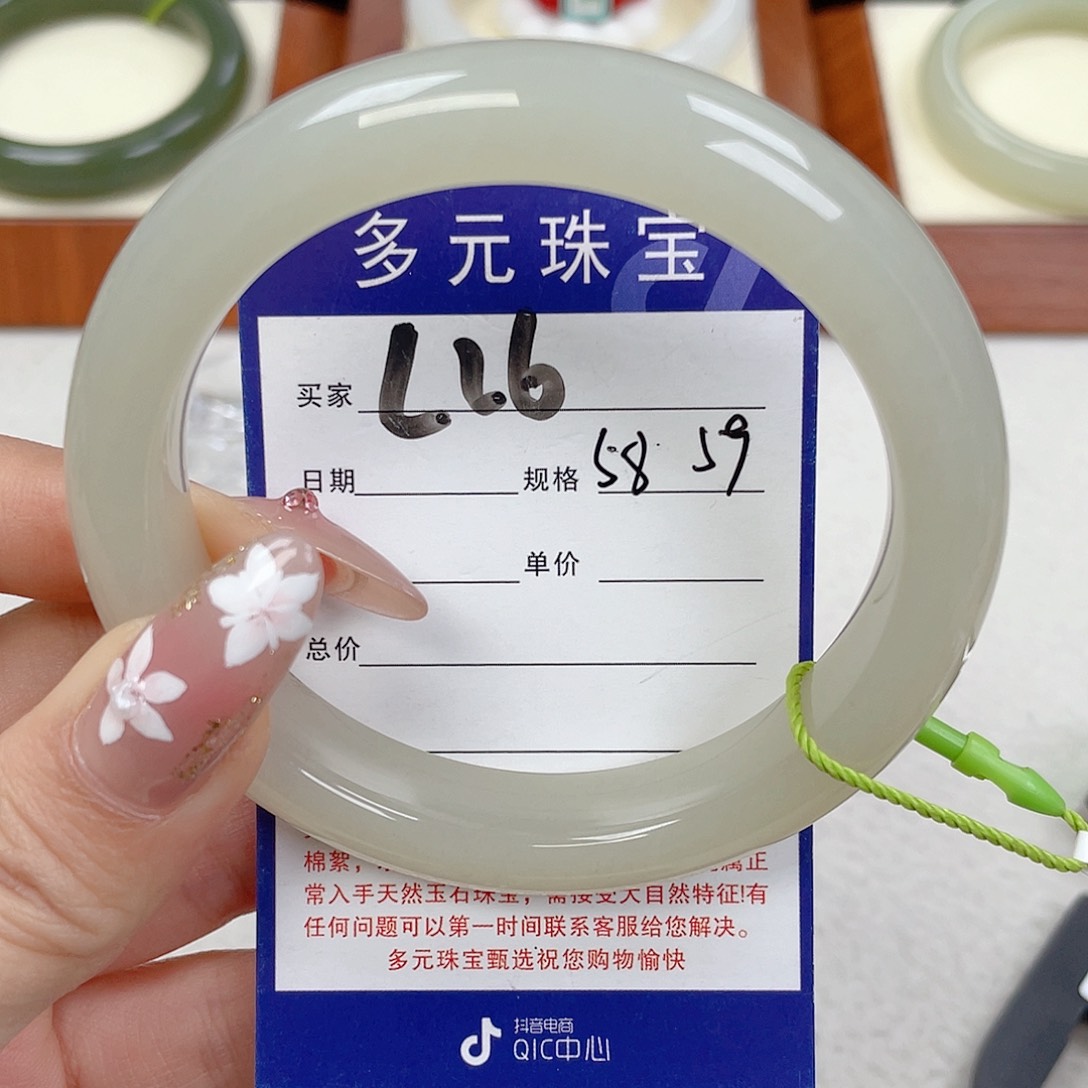 多元珠宝
买家 L.L.6
日期 规格 58 59
单价
总价
棉絮,
属正
常入手天然玉石珠宝,需接受大自然特征!有
任何问题可以第一时间联系客服给您解决。
多元珠宝甄选祝您购物愉快
抖音电商
QIC中心